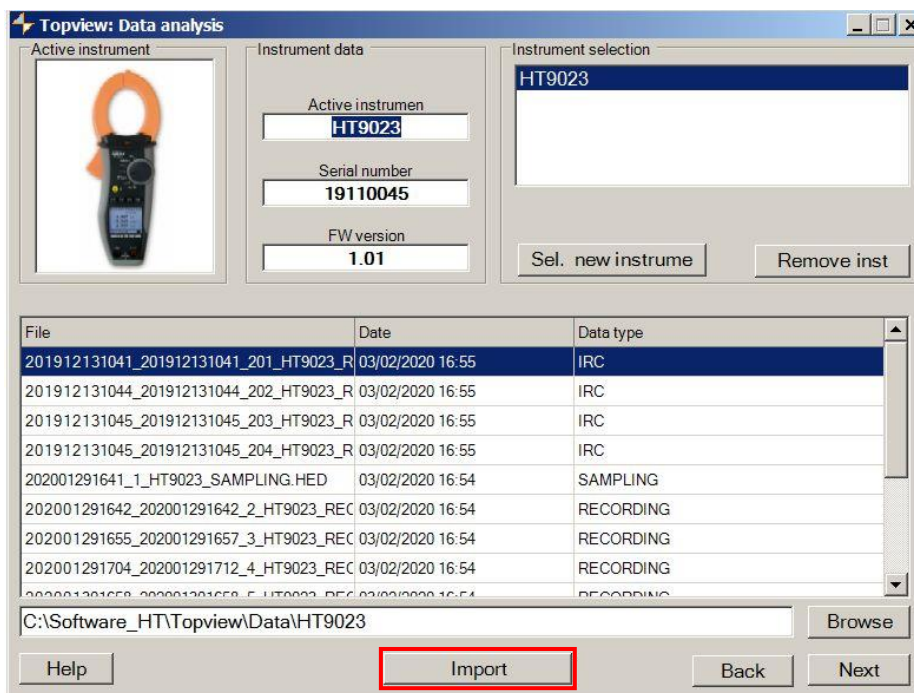 Topview: Data analysis
Active instrument
Instrument data
Active instrumen
HT9023
Serial number
19110045
FW version
1.01
Instrument selection
HT9023
Sel. new instrume
Remove inst
File Date Data type
201912131041_201912131041_201_HT9023_R 03/02/2020 16:55 IRC
201912131044_201912131044_202_HT9023_R 03/02/2020 16:55 IRC
201912131045_201912131045_203_HT9023_R 03/02/2020 16:55 IRC
201912131045_201912131045_204_HT9023_R 03/02/2020 16:55 IRC
202001291641_1_HT9023_SAMPLING.HED 03/02/2020 16:54 SAMPLING
202001291642_202001291642_2_HT9023_REC 03/02/2020 16:54 RECORDING
202001291655_202001291657_3_HT9023_REC 03/02/2020 16:54 RECORDING
202001291704_202001291712_4_HT9023_REC 03/02/2020 16:54 RECORDING
C:\Software_HT\Topview\Data\HT9023
Browse
Help
Import
Back
Next